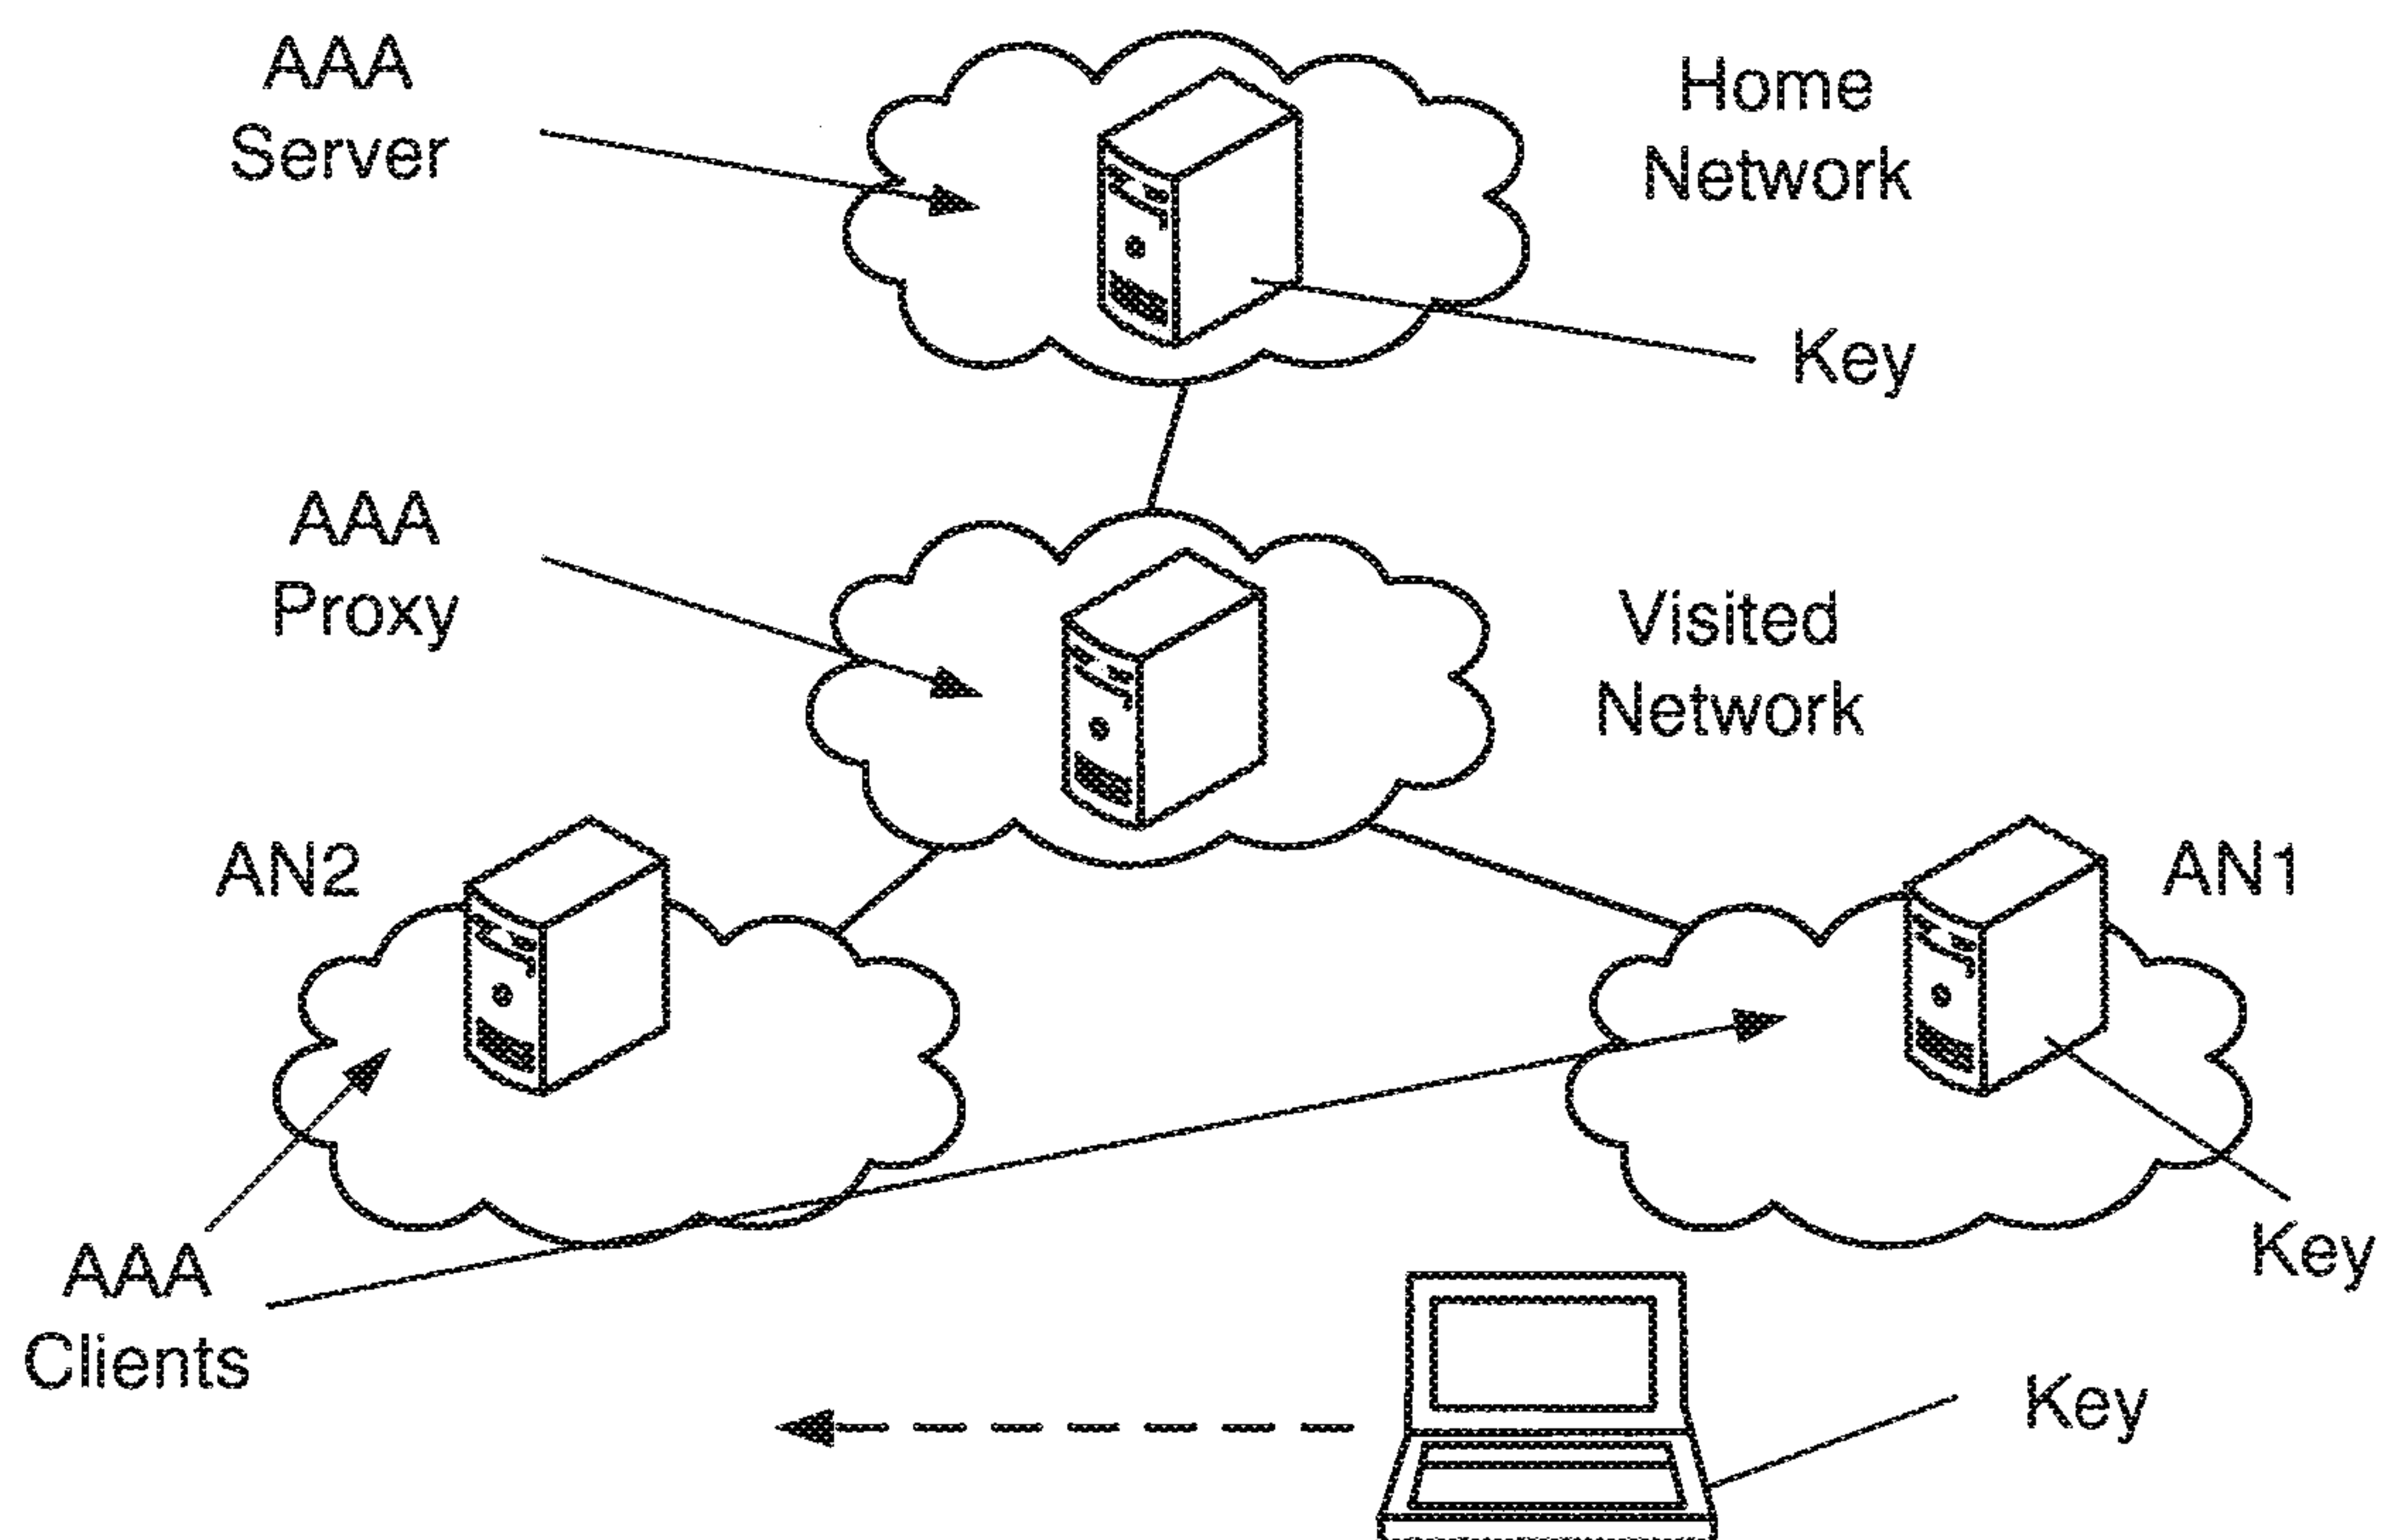 AAA
Server
Home
Network
Key
AAA
Proxy
Visited
Network
AN2
AN1
Key
AAA
Clients
Key